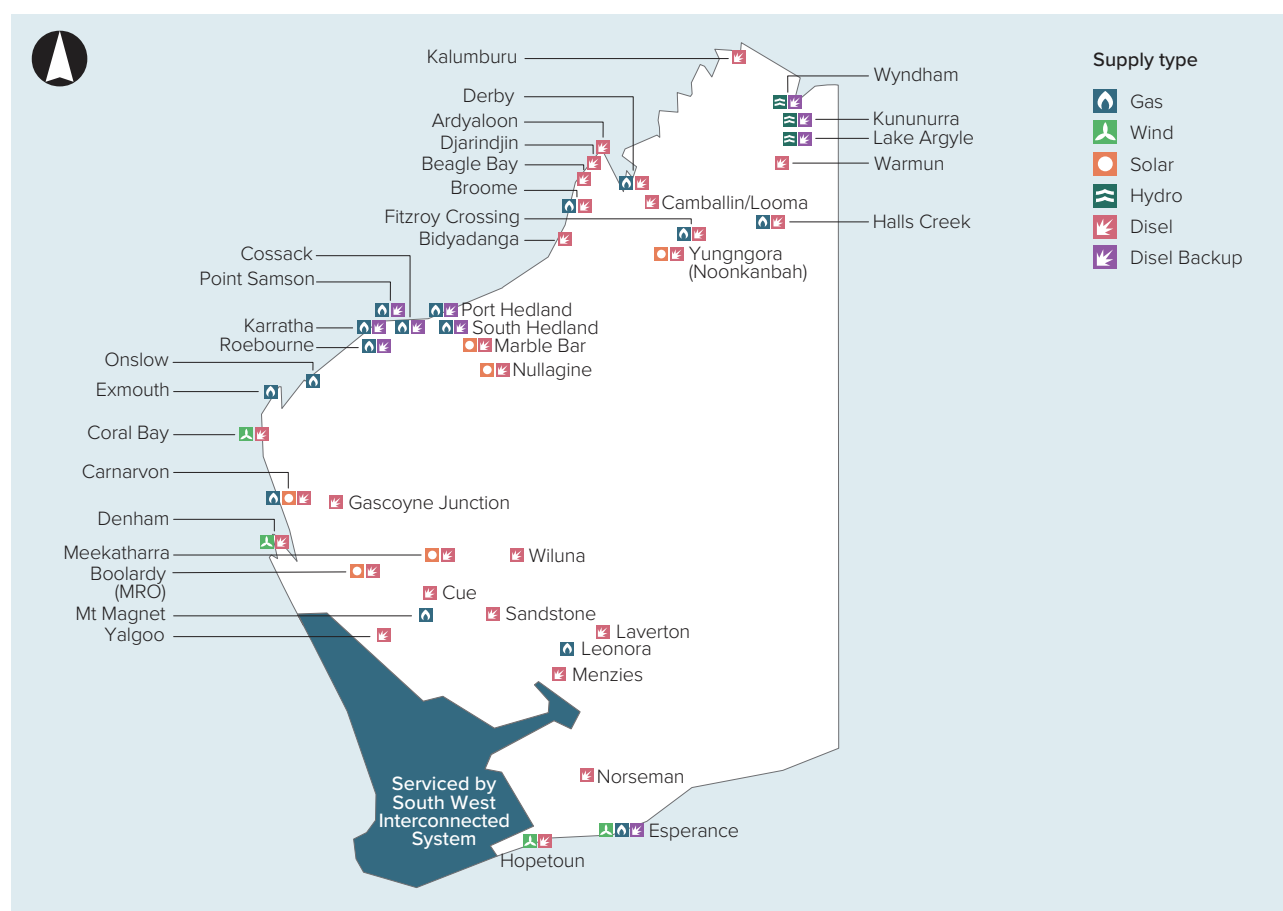 Kalumburu
Derby
Ardyaloon
Djarindjin
Beagle Bay
Broome
Fitzroy Crossing
Bidyadanga
Cossack
Point Samson
Karratha
Roebourne
Onslow
Exmouth
Coral Bay
Carnarvon
Denham
Meekatharra
Boolardy
(MRO)
Mt Magnet
Yalgoo
Wyndham
Kununurra
Lake Argyle
Warmun
Camballin/Looma
Halls Creek
Yungngora
(Noonkanbah)
Port Hedland
South Hedland
Marble Bar
Nullagine
Gascoyne Junction
Wiluna
Cue
Sandstone
Laverton
Leonora
Menzies
Norseman
Esperance
Hopetoun
Serviced by
South West
Interconnected
System
Supply type
Gas
Wind
Solar
Hydro
Disel
Disel Backup